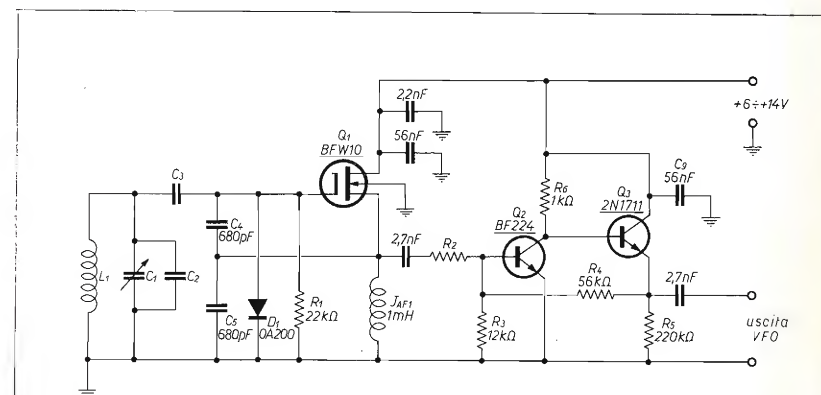 2,2nF
Q1
BFW10
56nF
+6÷+14V
C3
C4
680pF
R6
1kΩ
Q3
2N1711
C9
56nF
Q2
BF224
2,7nF
R2
L1
C1
C2
R4
56kΩ
2,7nF
C5
680pF
D1
OA200
R1
22kΩ
JAF1
1mH
R3
12kΩ
R5
220kΩ
uscita
VFO